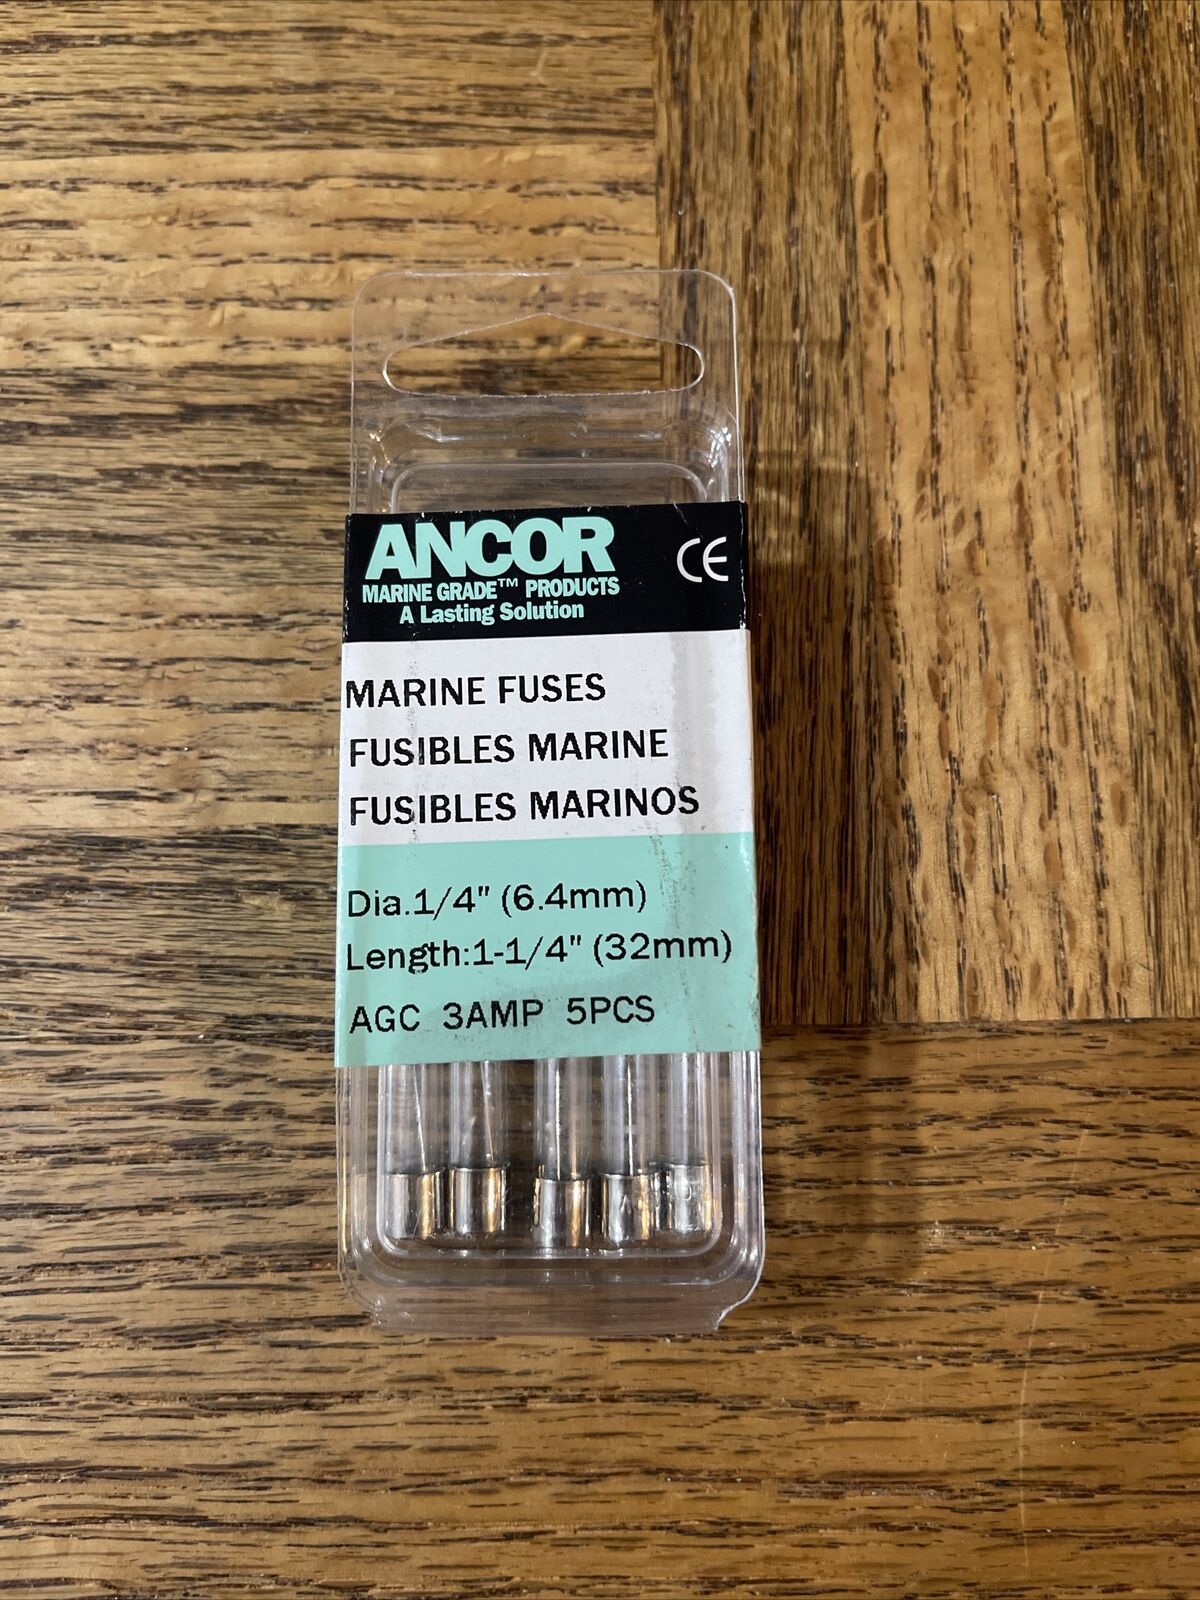 ANCOR
CE
MARINE GRADE™ PRODUCTS
A Lasting Solution
MARINE FUSES
FUSIBLES MARINE
FUSIBLES MARINOS
Dia.1/4" (6.4mm)
Length:1-1/4" (32mm)
AGC 3AMP 5PCS